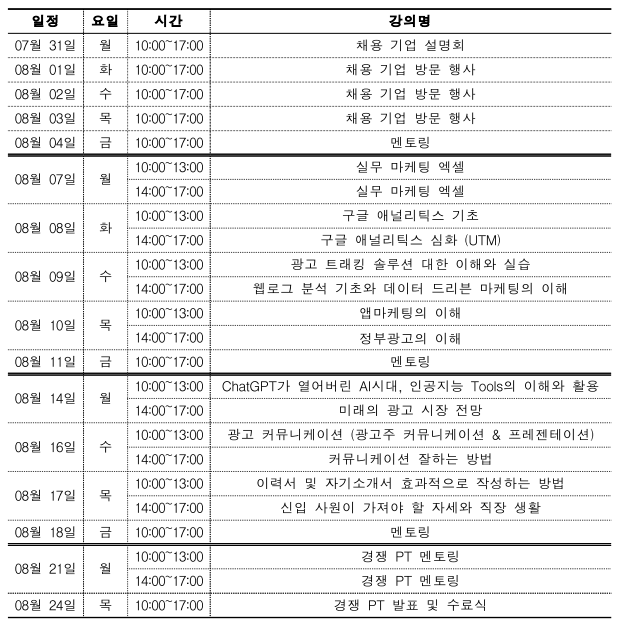 일정 요일 시간 강의명
07월 31일 월 10:00~17:00 채용 기업 설명회
08월 01일 화 10:00~17:00 채용 기업 방문 행사
08월 02일 수 10:00~17:00 채용 기업 방문 행사
08월 03일 목 10:00~17:00 채용 기업 방문 행사
08월 04일 금 10:00~17:00 멘토링
08월 07일 월 10:00~13:00 실무 마케팅 엑셀
14:00~17:00 실무 마케팅 엑셀
08월 08일 화 10:00~13:00 구글 애널리틱스 기초
14:00~17:00 구글 애널리틱스 심화 (UTM)
08월 09일 수 10:00~13:00 광고 트래킹 솔루션 대한 이해와 실습
14:00~17:00 웹로그 분석 기초와 데이터 드리븐 마케팅의 이해
08월 10일 목 10:00~13:00 앱마케팅의 이해
14:00~17:00 정부광고의 이해
08월 11일 금 10:00~17:00 멘토링
08월 14일 월 10:00~13:00 ChatGPT가 열어버린 AI시대, 인공지능 Tools의 이해와 활용
14:00~17:00 미래의 광고 시장 전망
08월 16일 수 10:00~13:00 광고 커뮤니케이션 (광고주 커뮤니케이션 & 프레젠테이션)
14:00~17:00 커뮤니케이션 잘하는 방법
08월 17일 목 10:00~13:00 이력서 및 자기소개서 효과적으로 작성하는 방법
14:00~17:00 신입 사원이 가져야 할 자세와 직장 생활
08월 18일 금 10:00~17:00 멘토링
08월 21일 월 10:00~13:00 경쟁 PT 멘토링
14:00~17:00 경쟁 PT 멘토링
08월 24일 목 10:00~17:00 경쟁 PT 발표 및 수료식